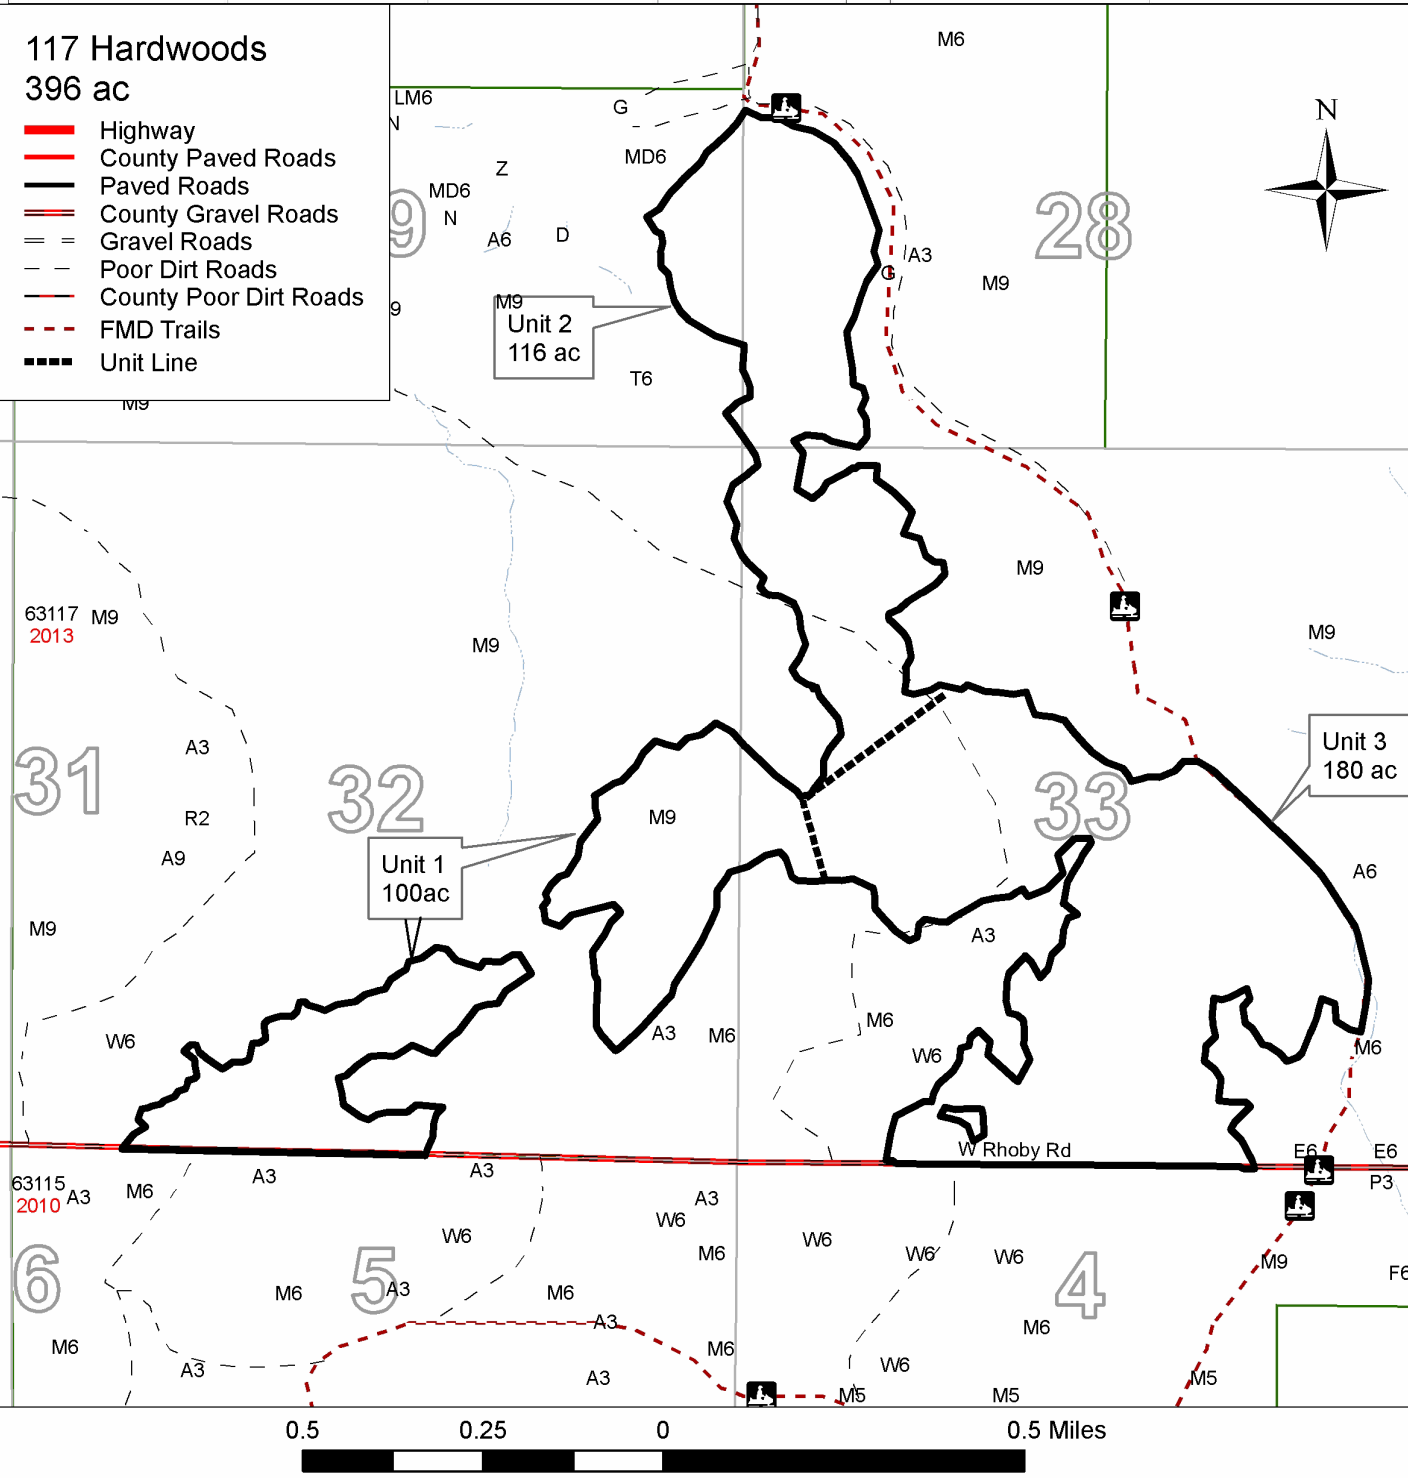 117 Hardwoods
396 ac
Highway
County Paved Roads
Paved Roads
County Gravel Roads
Gravel Roads
Poor Dirt Roads
County Poor Dirt Roads
FMD Trails
Unit Line
M6
LM6
G
N
N
MD6
Z
MD6
N
9
28
A6
D
A3
G
M9
M9
9
Unit 2
116 ac
T6
M9
M9
63117
2013
M9
M9
M9
A3
31
32
33
Unit 3
180 ac
R2
M9
A9
Unit 1
100ac
A6
M9
A3
M6
A3
M6
W6
W6
M6
W Rhoby Rd
E6
E6
A3
A3
63115
2010
A3
M6
P3
A3
W6
M6
W6
W6
W6
W6
M9
F6
6
5
4
M6
A3
M6
A3
M6
M6
M6
A3
A3
W6
M5
M5
M5
0.5
0.25
0
0.5 Miles